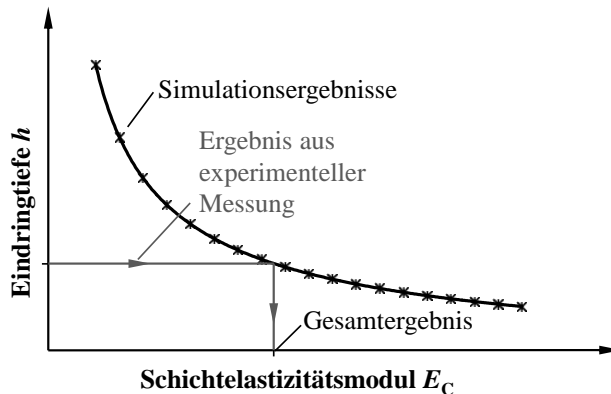 Simulationsergebnisse
Ergebnis aus
experimenteller
Messung
Eindringtiefe h
Gesamtergebnis
Schichtelastizitätsmodul E_C